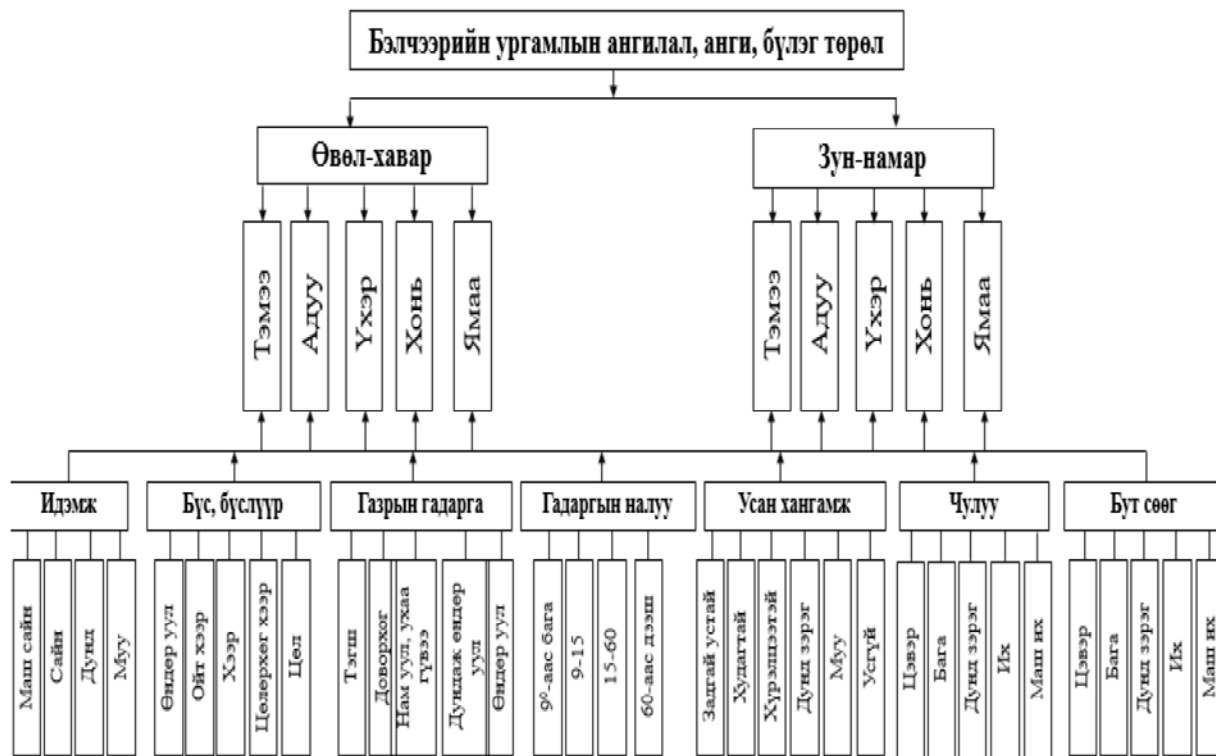 Бэлчээрийн ургамлын ангилал, анги, бүлэг төрөл
Өвөл-хавар
Зун-намар
Тэмээ
Адуу
Үхэр
Хонь
Ямаа
Тэмээ
Адуу
Үхэр
Хонь
Ямаа
Идэмж
Бүс, бүслүүр
Газрын гадарга
Гадаргын налуу
Усан хангамж
Чулуу
Бут сөөг
Маш сайн
Сайн
Дунд
Муу
Өндөр уул
Ойт хээр
Хээр
Цөлөрхөг хээр
Цөл
Тэгш
Доворхог
Нам уул, ухаа
гүвээ
Дундаж өндөр
уул
Өндөр уул
9⁰-аас бага
9-15
15-60
60-аас дээш
Задгай устай
Худагтай
Хүрэлцээтэй
Дунд зэрэг
Муу
Усгүй
Цэвэр
Бага
Дунд зэрэг
Их
Маш их
Цэвэр
Бага
Дунд зэрэг
Их
Маш их